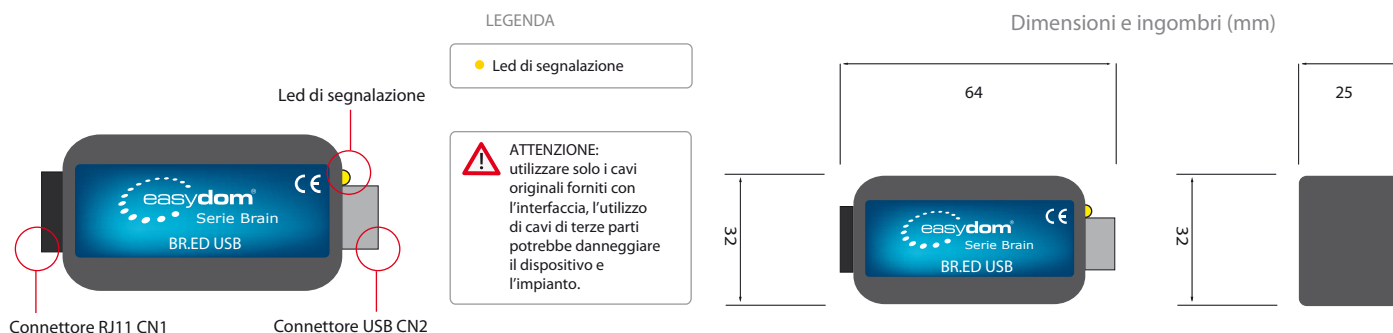 LEGENDA
Led di segnalazione
ATTENZIONE:
utilizzare solo i cavi
originali forniti con
l'interfaccia, l'utilizzo
di cavi di terze parti
potrebbe danneggiare
il dispositivo e
l'impianto.
Led di segnalazione
easydom®
Serie Brain
BR.ED USB
CE
Connettore RJ11 CN1
Connettore USB CN2
Dimensioni e ingombri (mm)
64
25
32
easydom®
Serie Brain
BR.ED USB
CE
32